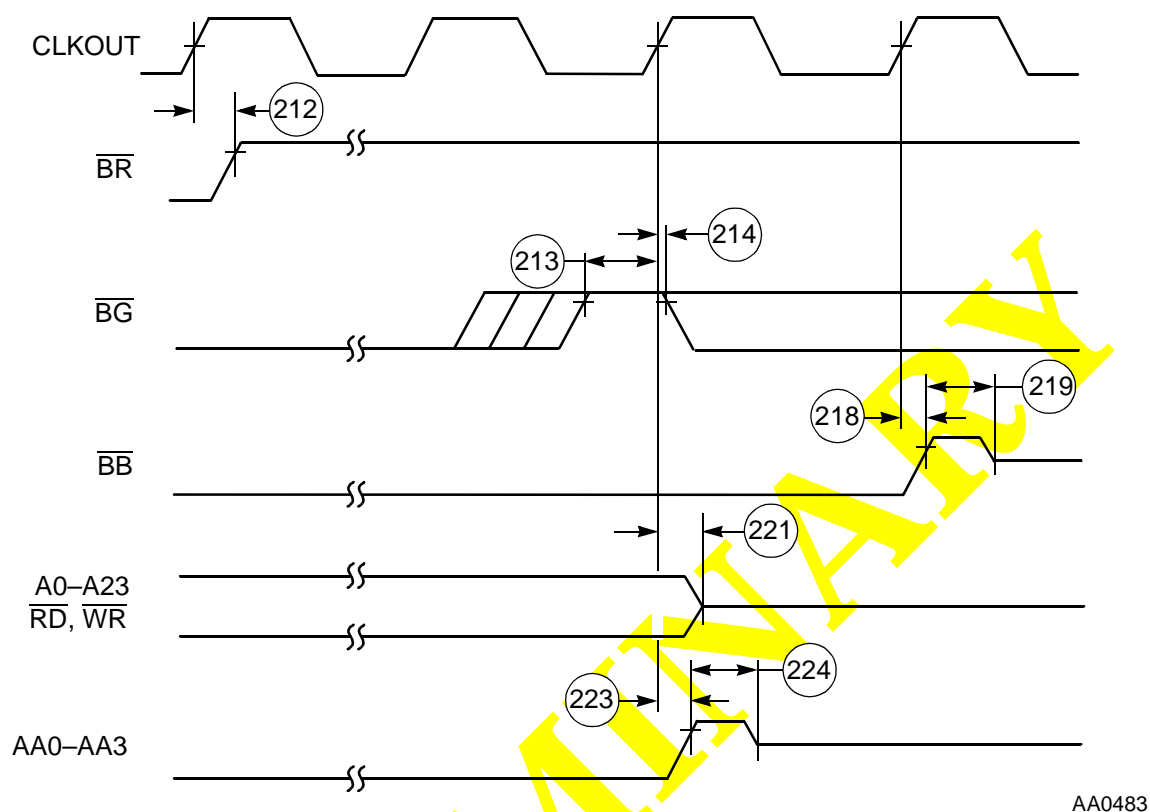 CLKOUT
212
BR
213
214
BG
218
219
BB
221
A0–A23
RD, WR
223
224
AA0–AA3
MINARY
AA0483